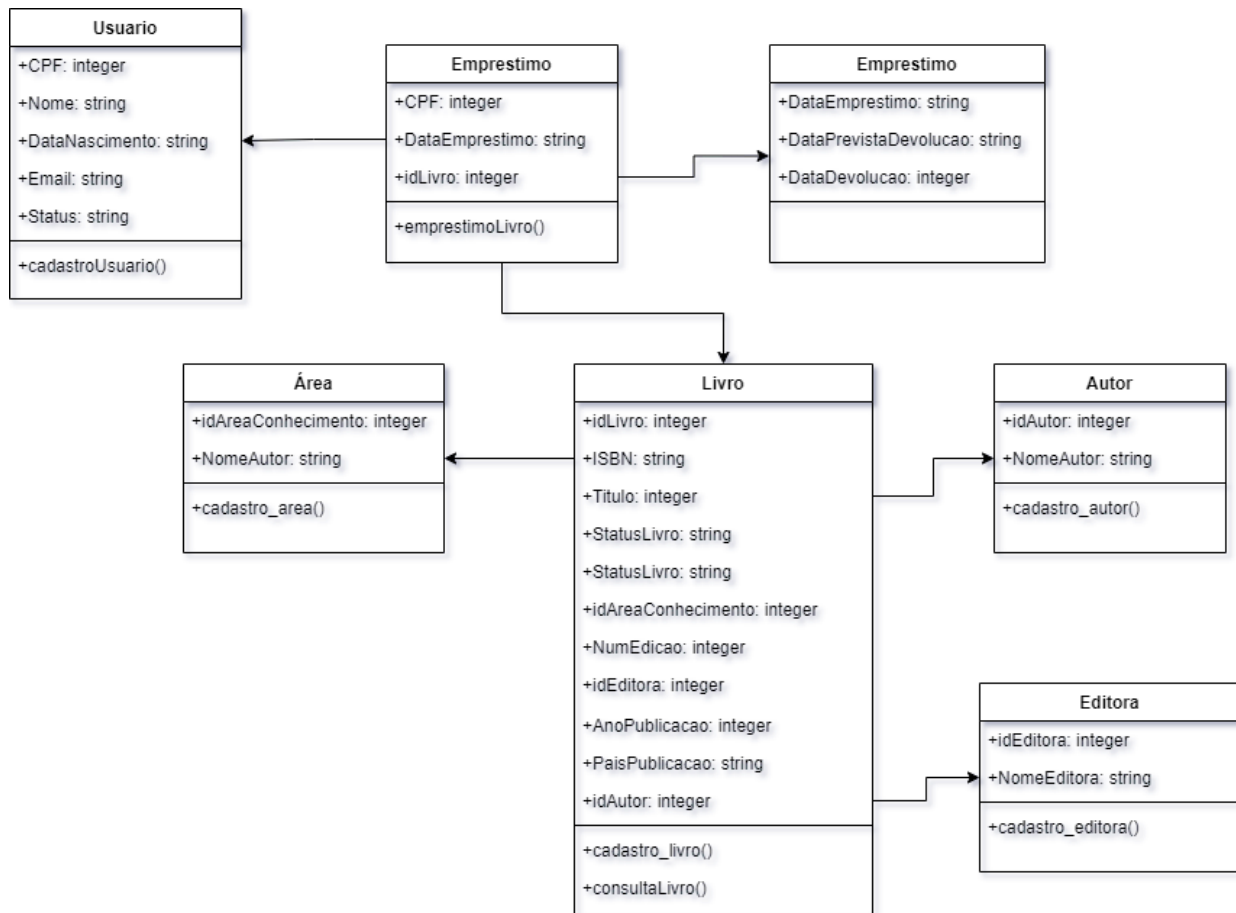 Usuario
+CPF: integer
+Nome: string
+DataNascimento: string
+Email: string
+Status: string
+cadastroUsuario()
Emprestimo
+CPF: integer
+DataEmprestimo: string
+idLivro: integer
+emprestimoLivro()
Emprestimo
+DataEmprestimo: string
+DataPrevistaDevolucao: string
+DataDevolucao: integer
Área
+idAreaConhecimento: integer
+NomeAutor: string
+cadastro_area()
Livro
+idLivro: integer
+ISBN: string
+Titulo: integer
+StatusLivro: string
+StatusLivro: string
+idAreaConhecimento: integer
+NumEdicao: integer
+idEditora: integer
+AnoPublicacao: integer
+PaisPublicacao: string
+idAutor: integer
+cadastro_livro()
+consultaLivro()
Autor
+idAutor: integer
+NomeAutor: string
+cadastro_autor()
Editora
+idEditora: integer
+NomeEditora: string
+cadastro_editora()